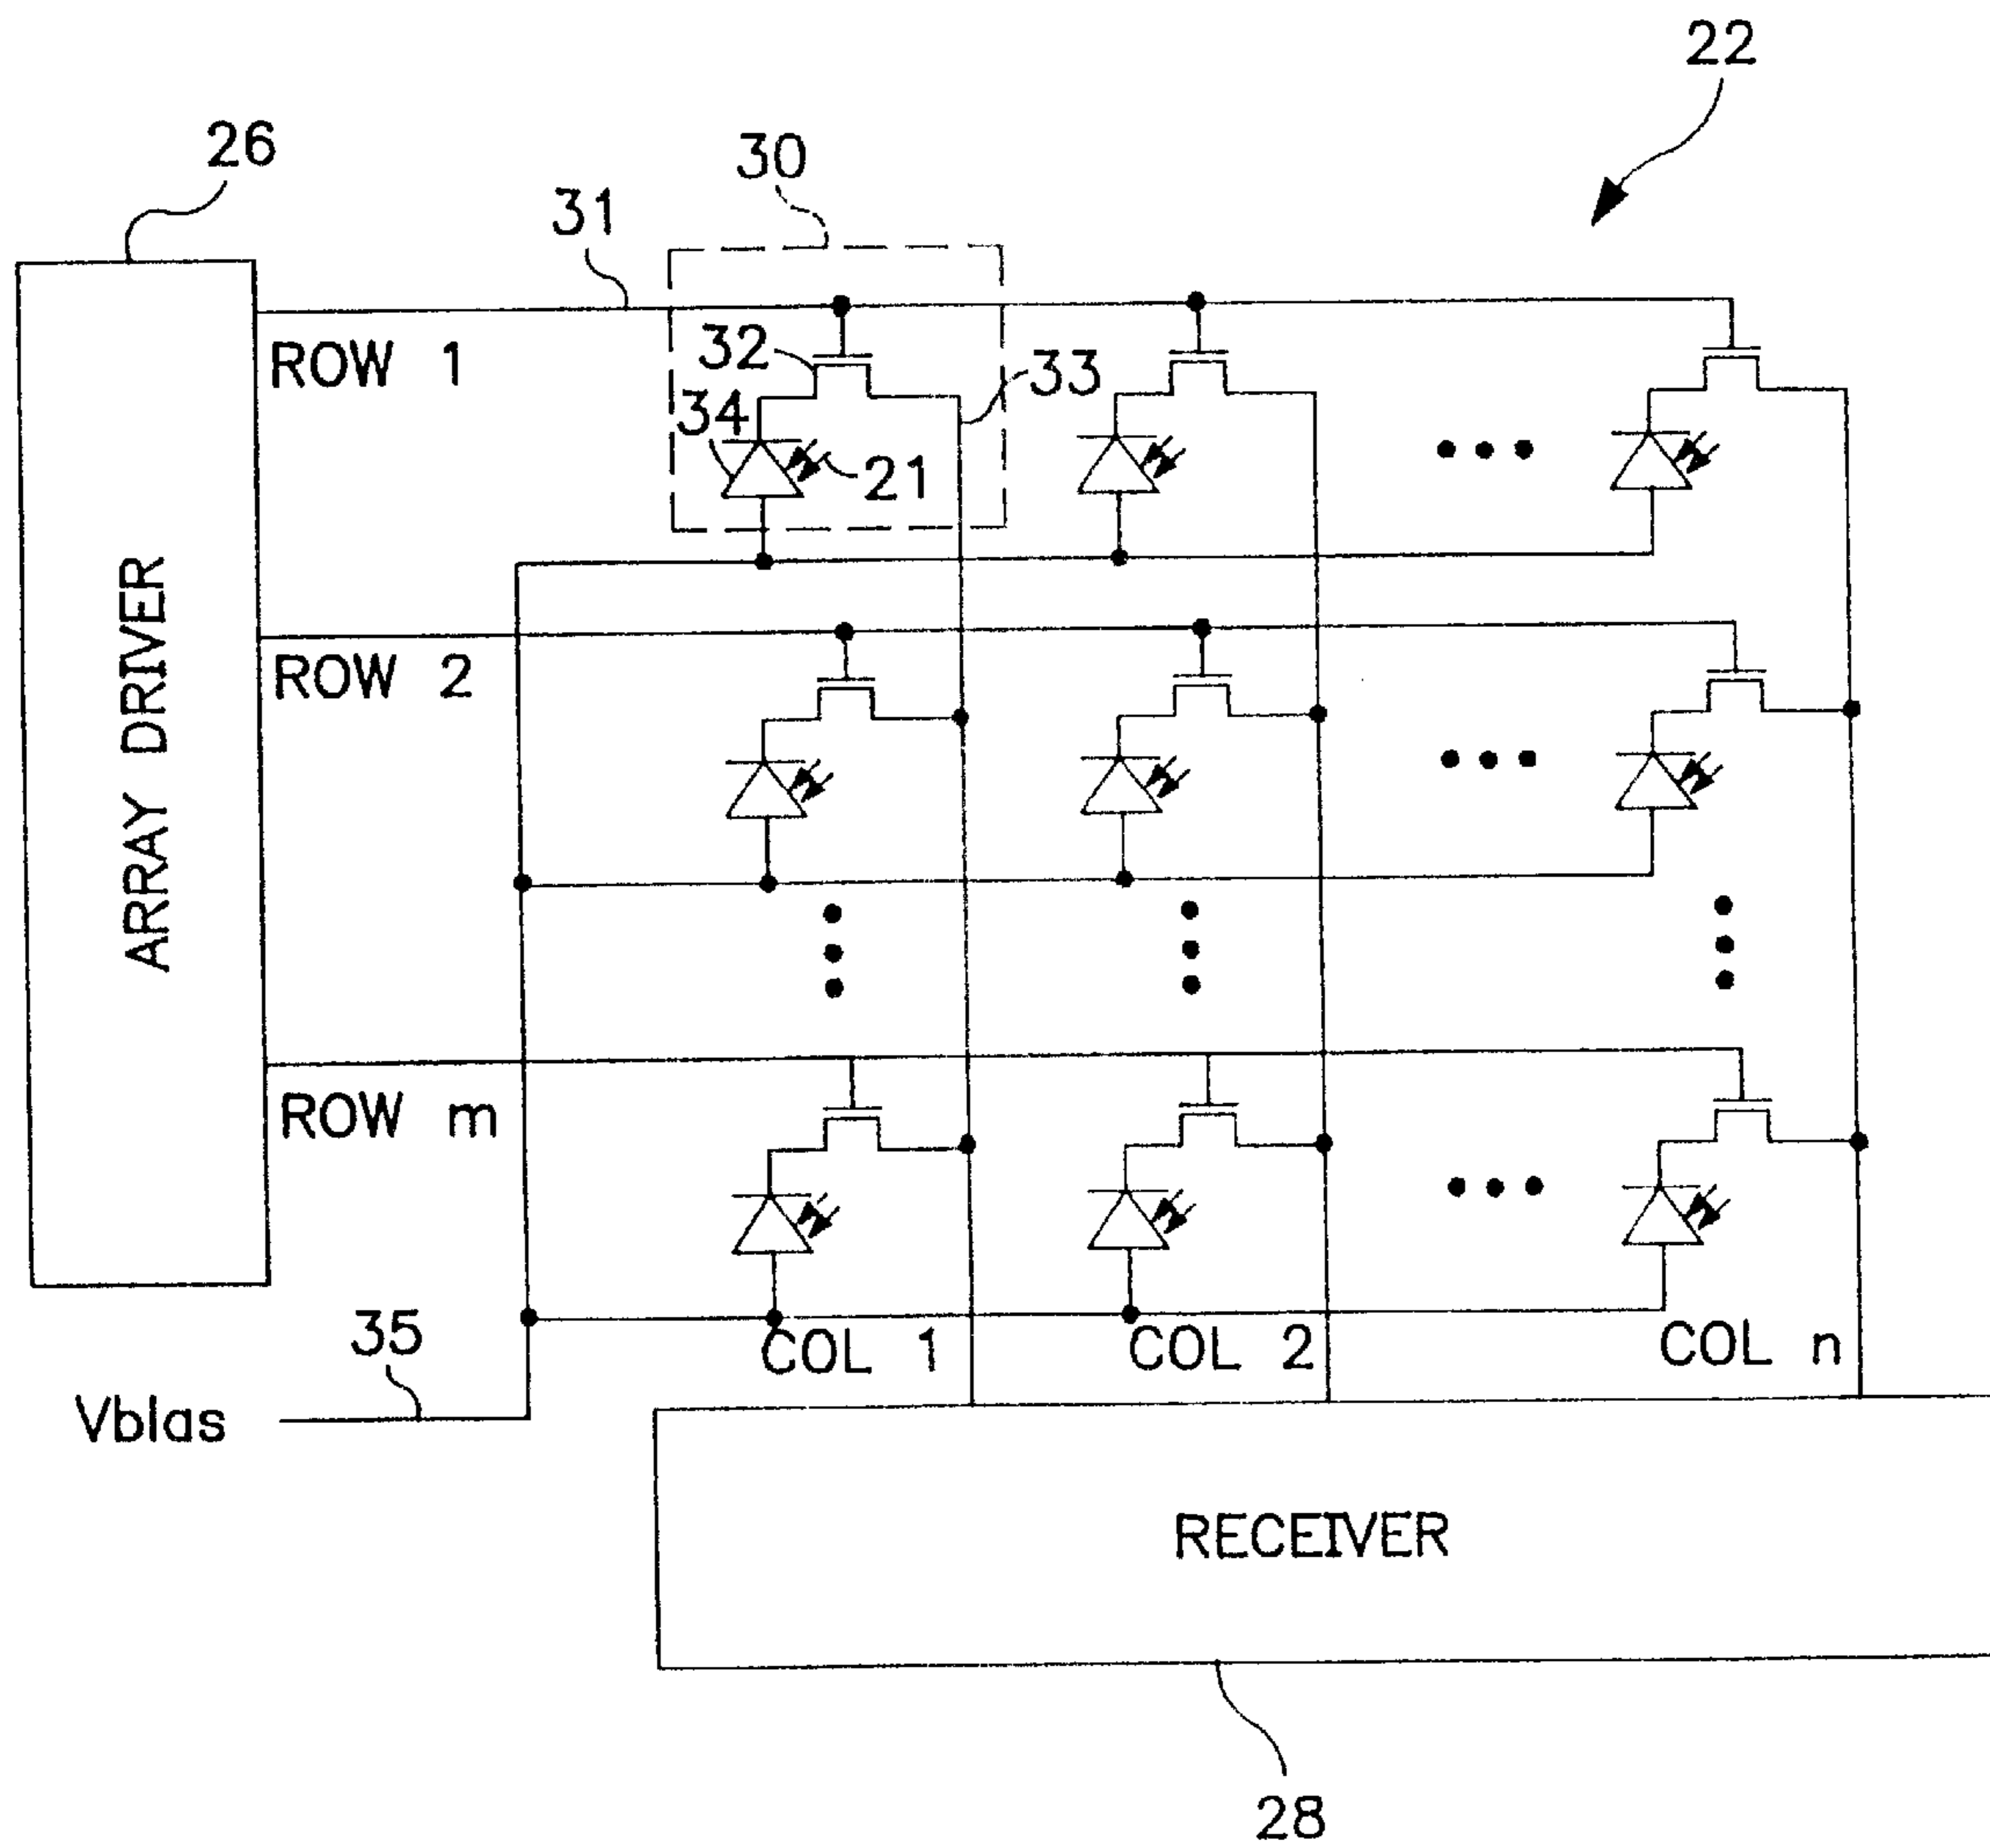 22
26
30
31
ROW 1
32
33
34
21
ROW 2
ARRAY DRIVER
ROW m
35
COL 1
COL 2
COL n
Vbias
RECEIVER
28